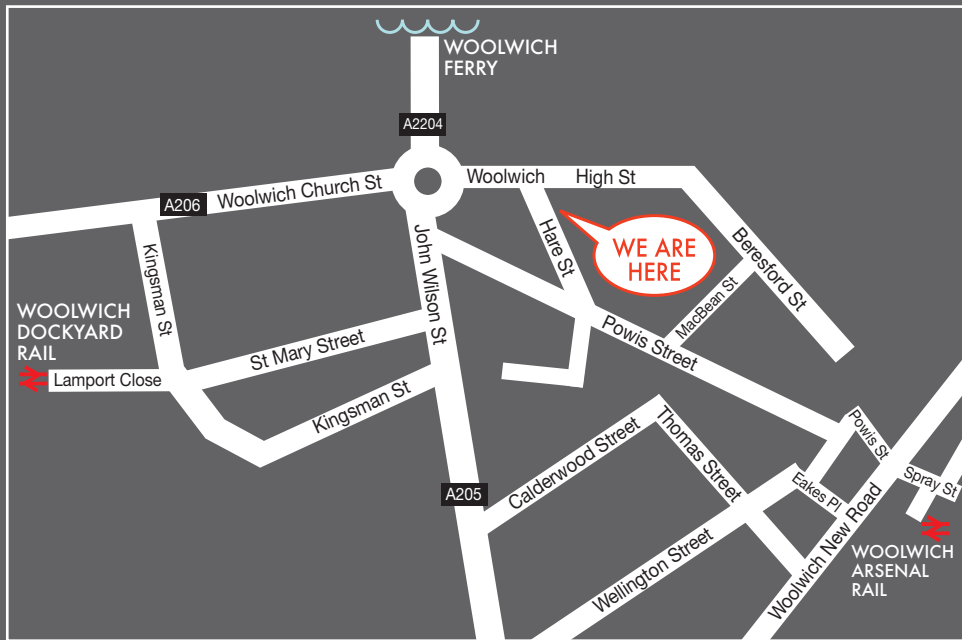 WOOLWICH
FERRY
A2204
Woolwich Church St
A206
Woolwich High St
Kingsman St
John Wilson St
Hare St
WE ARE
HERE
Beresford St
MacBean St
WOOLWICH
DOCKYARD
RAIL
Lamport Close
St Mary Street
Powis Street
Kingsman St
Calderwood Street
Thomas Street
Powis St
Spray St
Eakes Pl
A205
Wellington Street
Woolwich New Road
WOOLWICH
ARSENAL
RAIL